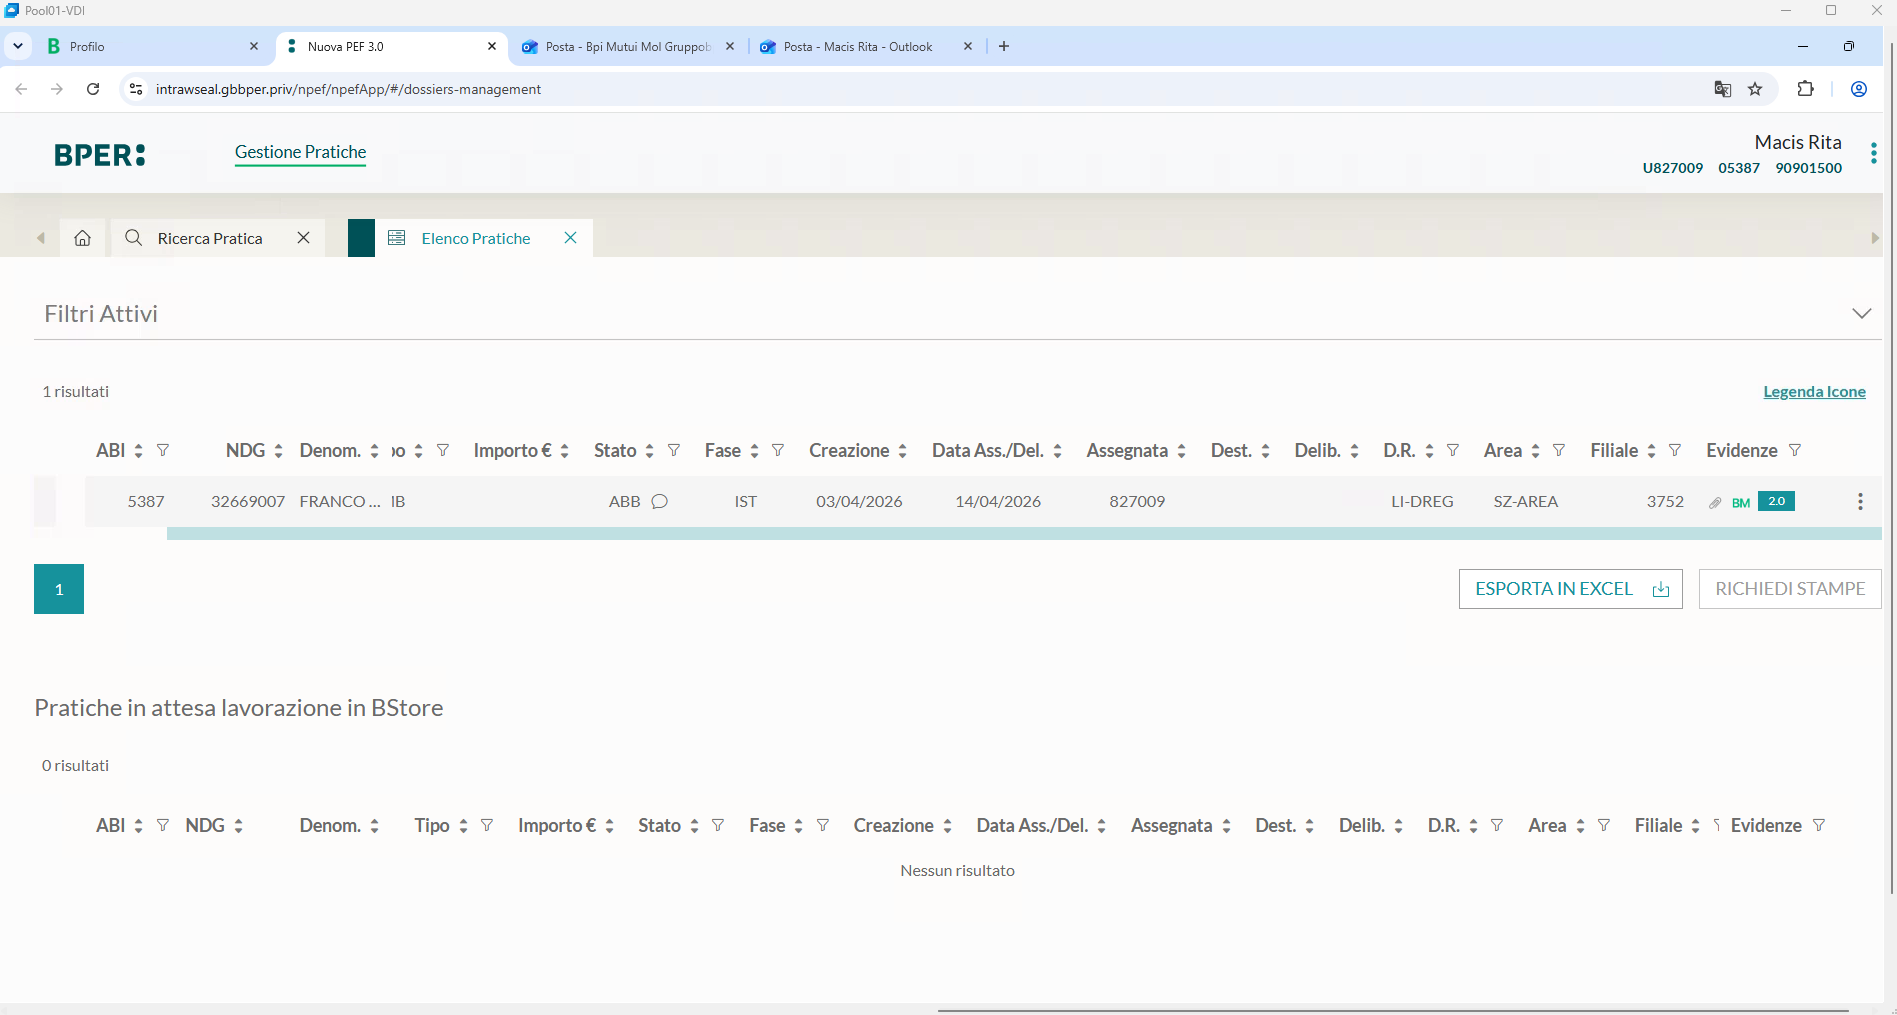 Pool01-VDI
Profilo
Nuova PEF 3.0
Posta - Bpi Mutui Mol Gruppob
Posta - Macis Rita - Outlook
intrawseal.gbbper.priv/npef/npefApp/#/dossiers-management
BPER:
Gestione Pratiche
Macis Rita
U827009 05387 90901500
Ricerca Pratica
Elenco Pratiche
Filtri Attivi
1 risultati
Legenda Icone
ABI NDG Denom. po Importo € Stato Fase Creazione Data Ass./Del. Assegnata Dest. Delib. D.R. Area Filiale Evidenze
5387 32669007 FRANCO ... IB ABB IST 03/04/2026 14/04/2026 827009 LI-DREG SZ-AREA 3752 BM 2.0
1
ESPORTA IN EXCEL
RICHIEDI STAMPE
Pratiche in attesa lavorazione in BStore
0 risultati
ABI NDG Denom. Tipo Importo € Stato Fase Creazione Data Ass./Del. Assegnata Dest. Delib. D.R. Area Filiale Evidenze
Nessun risultato